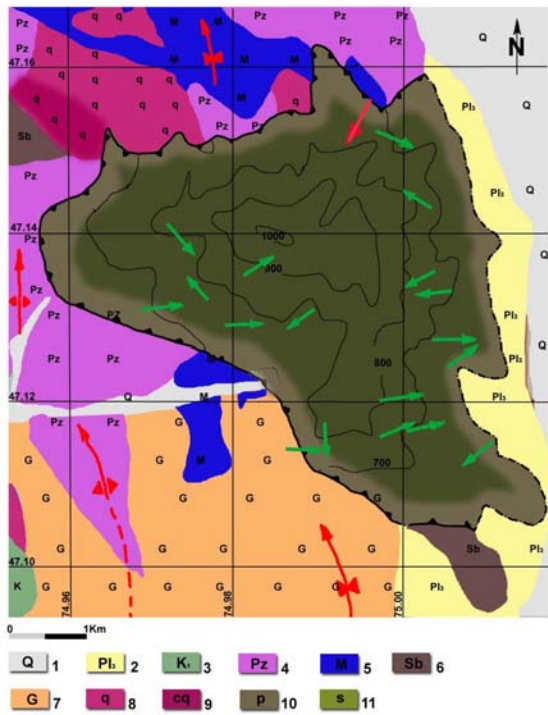 Pz q q M M Pz Pz Q
N
Pz q
47.16 q M M Q
q q q M Pl₃
q q q Pz q Q
q Pz Pz
Sb q
Pz
Pl₃
47.14 Pz 1000 Q
900
Pz
Pz Pz Pl₃ Q
M 800
47.12 Q M Pl₃
Pz Pz G G
G M G
700
G G G G
47.10 G G G G Sb Pl₃
K G G G G Pl₃
74.96 74.98 75.00
0 1Km
Q 1 Pl₃ 2 K₁ 3 Pz 4 M 5 Sb 6
G 7 q 8 cq 9 p 10 s 11